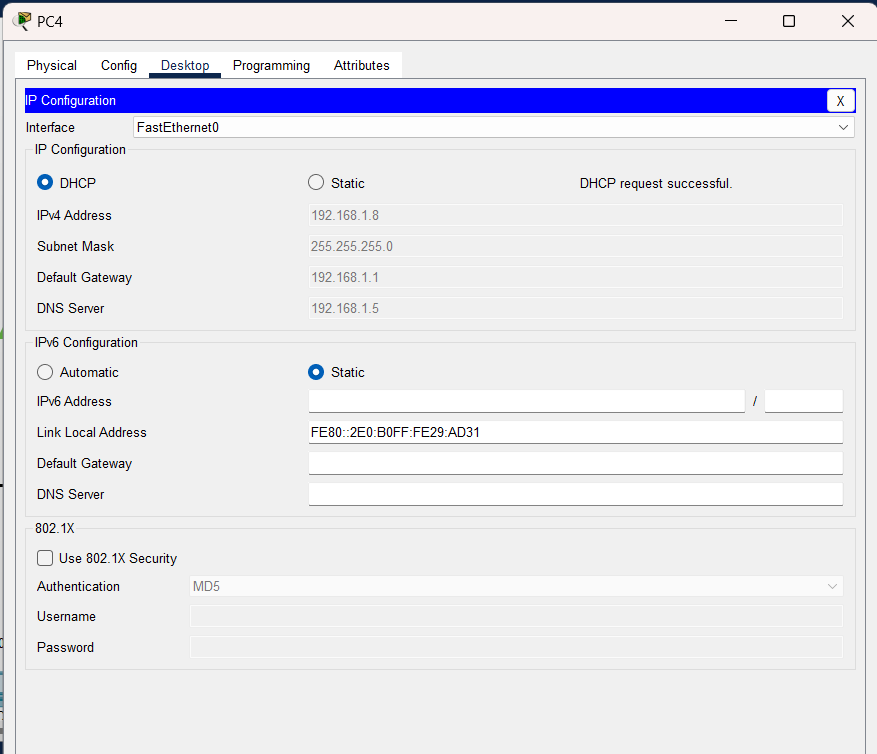 PC4
Physical Config Desktop Programming Attributes
IP Configuration X
Interface FastEthernet0
IP Configuration
DHCP Static DHCP request successful.
IPv4 Address 192.168.1.8
Subnet Mask 255.255.255.0
Default Gateway 192.168.1.1
DNS Server 192.168.1.5
IPv6 Configuration
Automatic Static
IPv6 Address /
Link Local Address FE80::2E0:B0FF:FE29:AD31
Default Gateway
DNS Server
802.1X
Use 802.1X Security
Authentication MD5
Username
Password